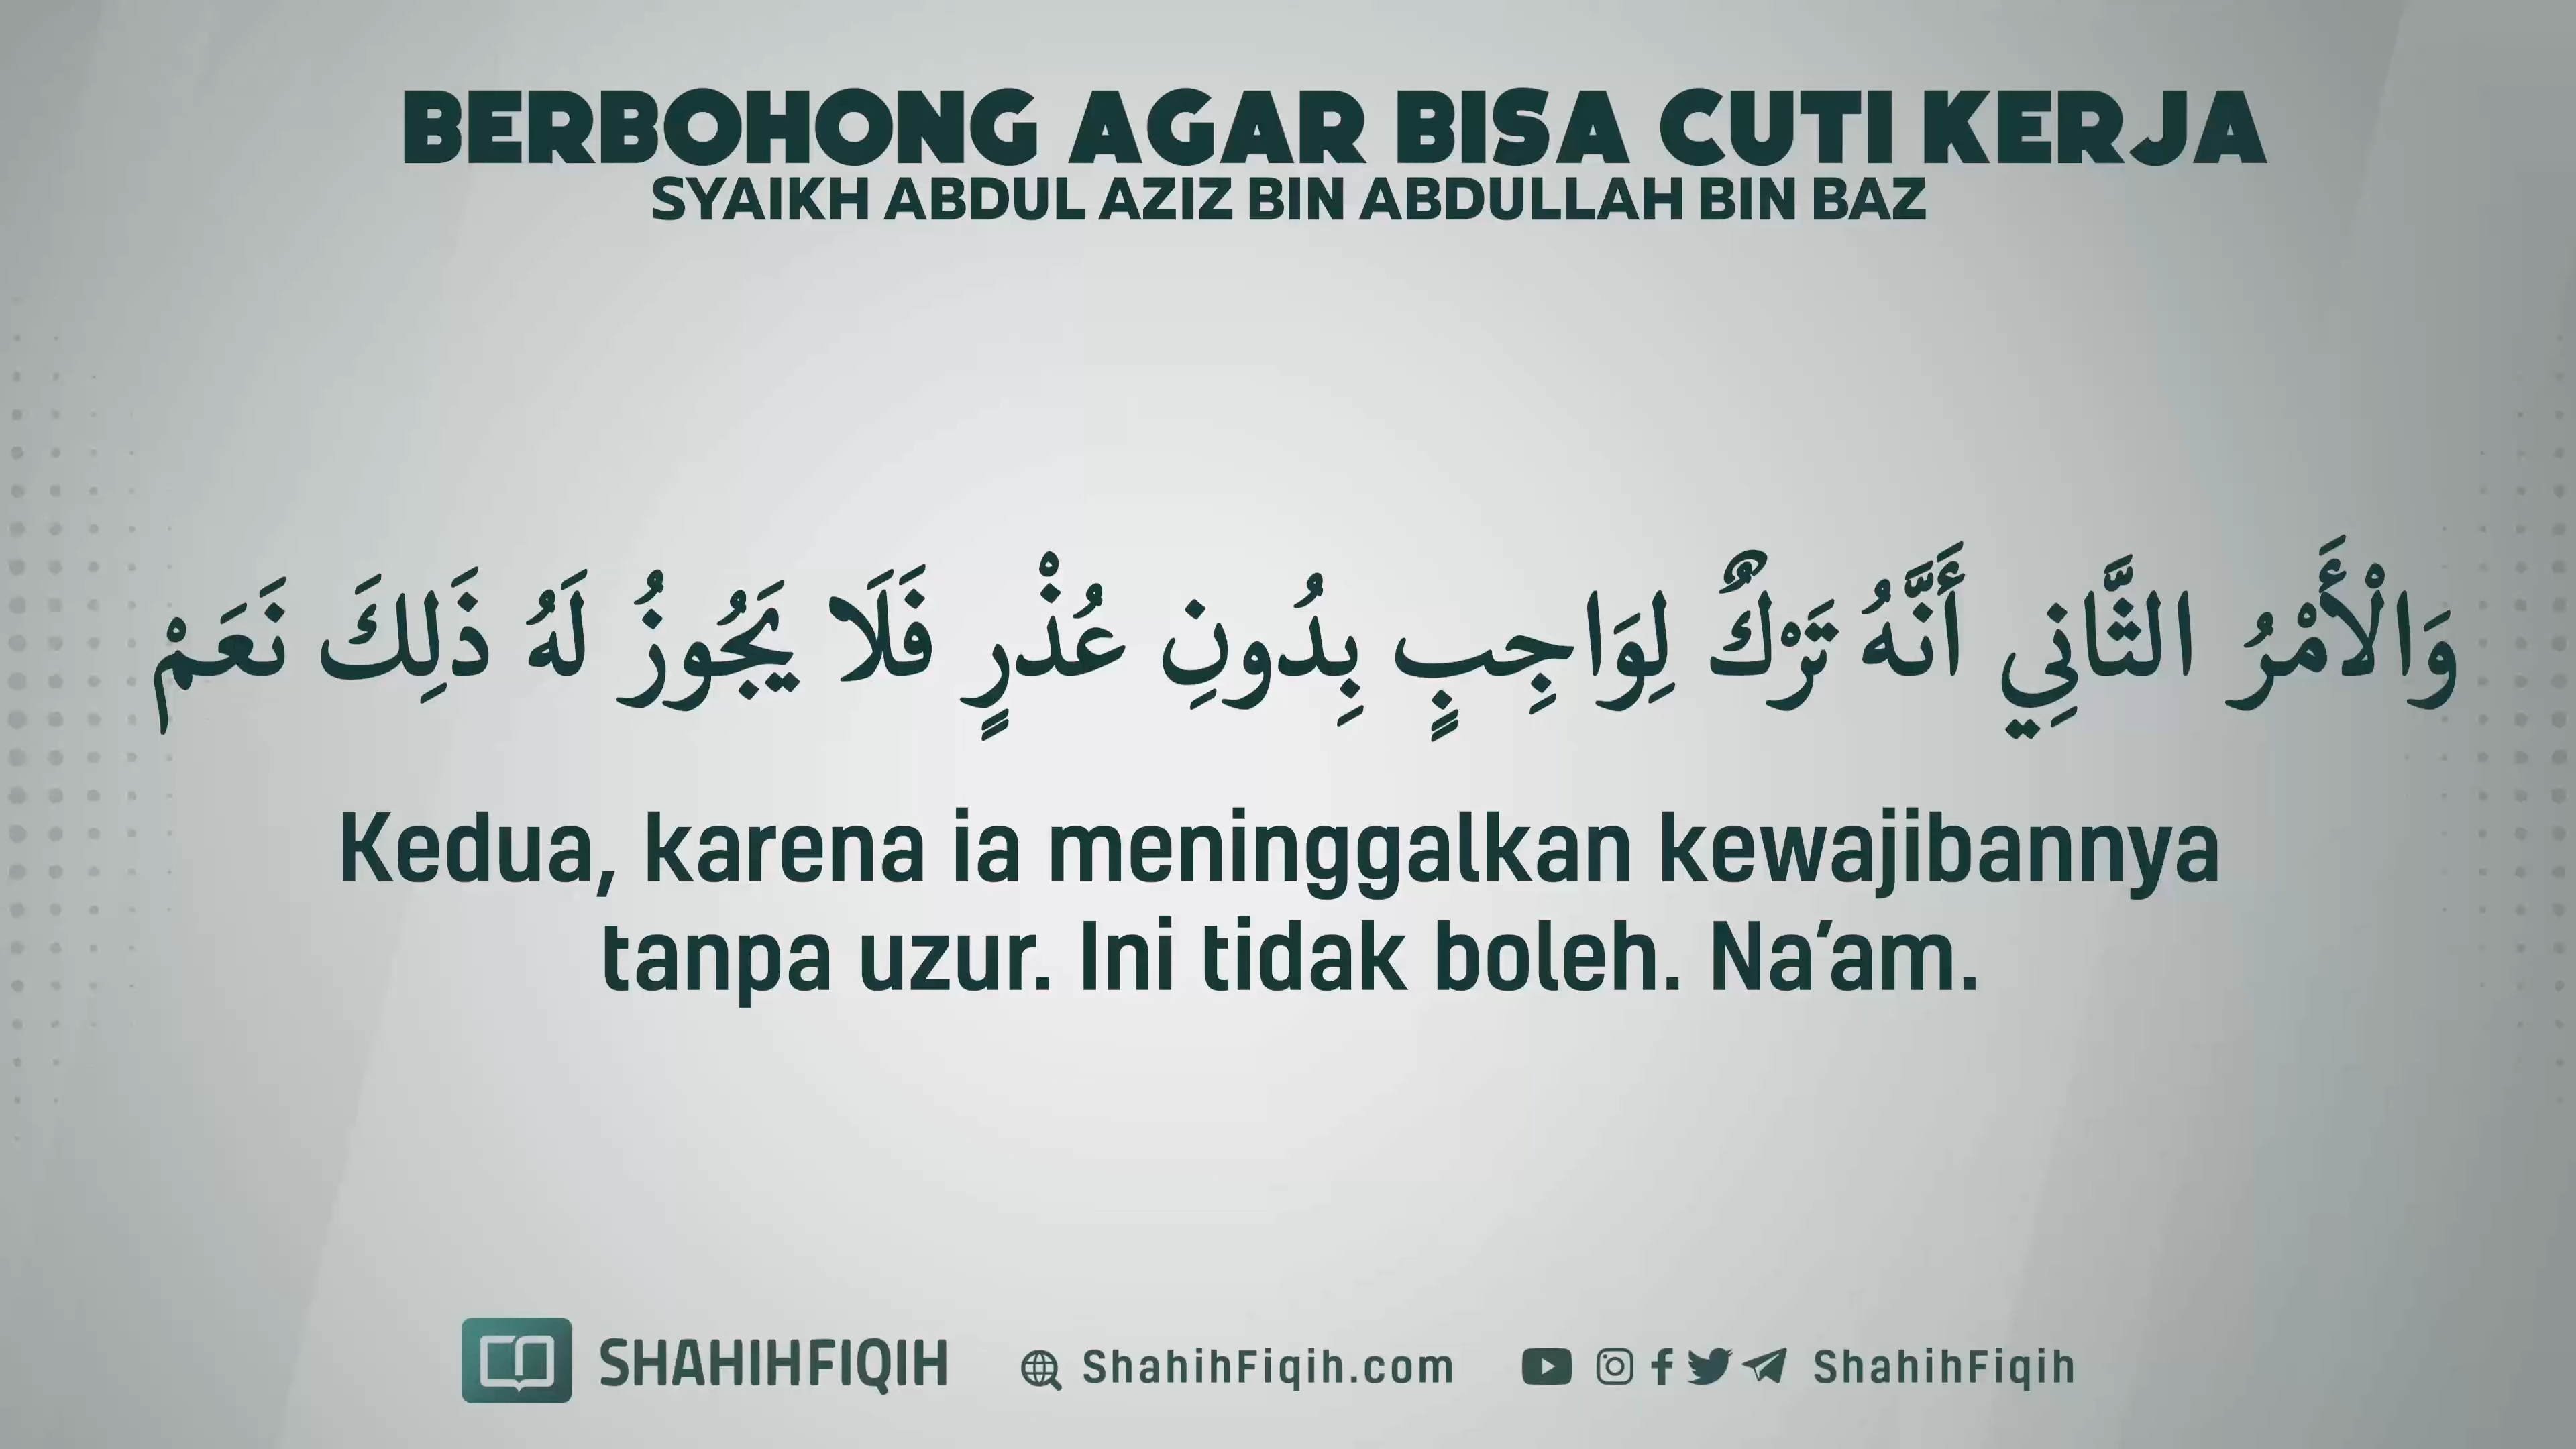 BERBOHONG AGAR BISA CUTI KERJA
SYAIKH ABDUL AZIZ BIN ABDULLAH BIN BAZ
وَالْأَمْرُ الثَّانِي أَنَّهُ تَرْكٌ لِوَاجِبٍ بِدُونِ عُذْرٍ فَلَا يَجُوزُ لَهُ ذَلِكَ نَعَمْ
Kedua, karena ia meninggalkan kewajibannya
tanpa uzur. Ini tidak boleh. Na’am.
SHAHIHFIQIH ShahihFiqih.com ShahihFiqih